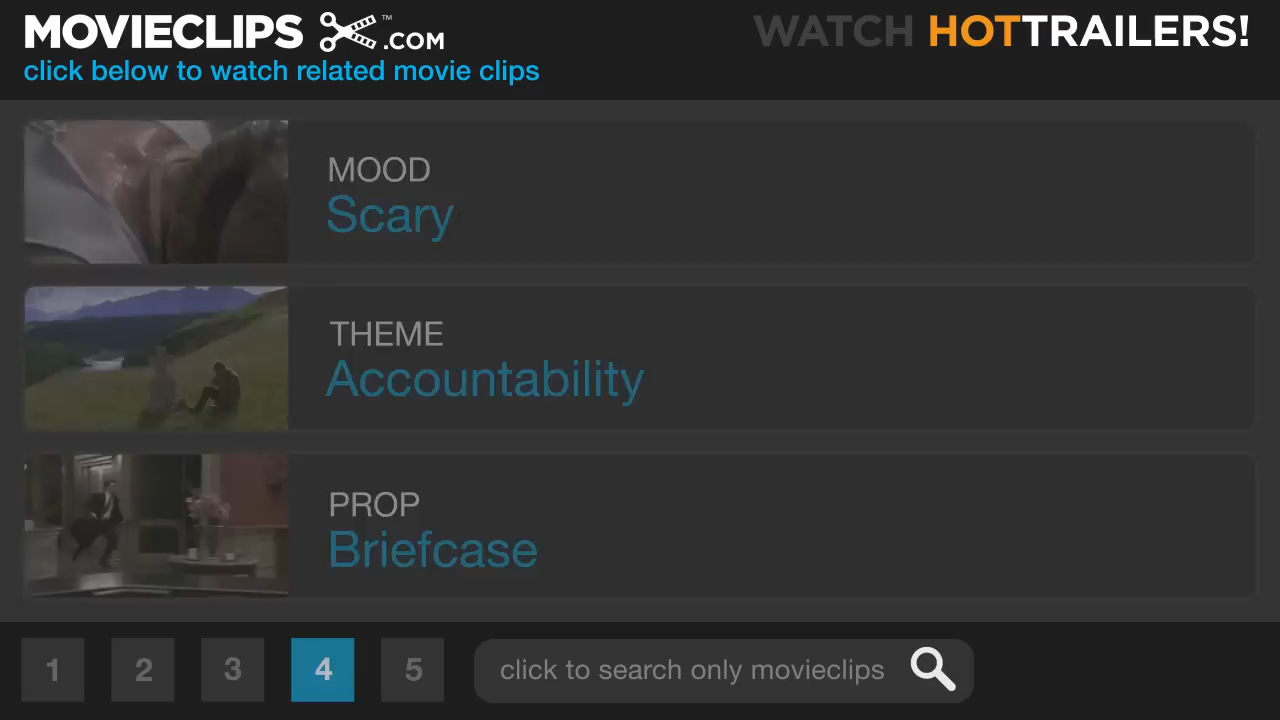 MOVIECLIPS ™ .COM
WATCH HOTTRAILERS!
click below to watch related movie clips
MOOD
Scary
THEME
Accountability
PROP
Briefcase
1 2 3 4 5 click to search only movieclips